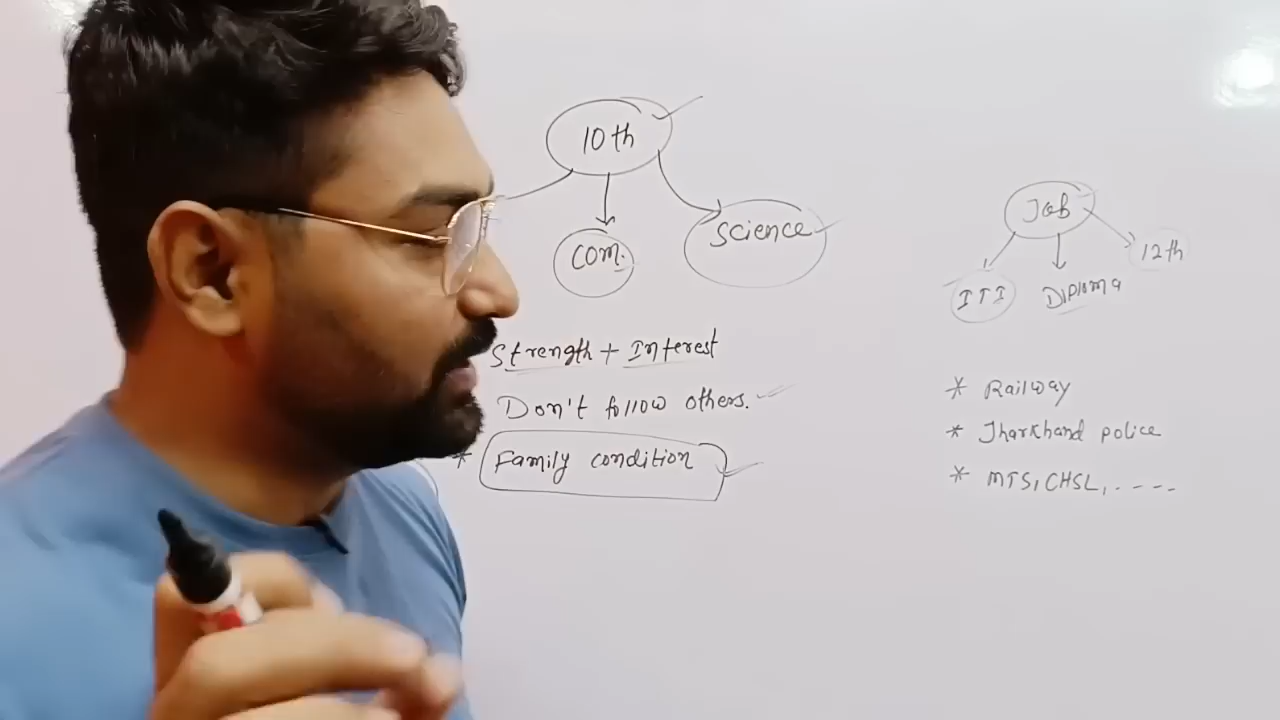 10th
com.
Science
Strength + Interest
Don't follow others.
* Family condition
Job
ITI
Diploma
12th
* Railway
* Jharkhand police
* MTS, CHSL, ----